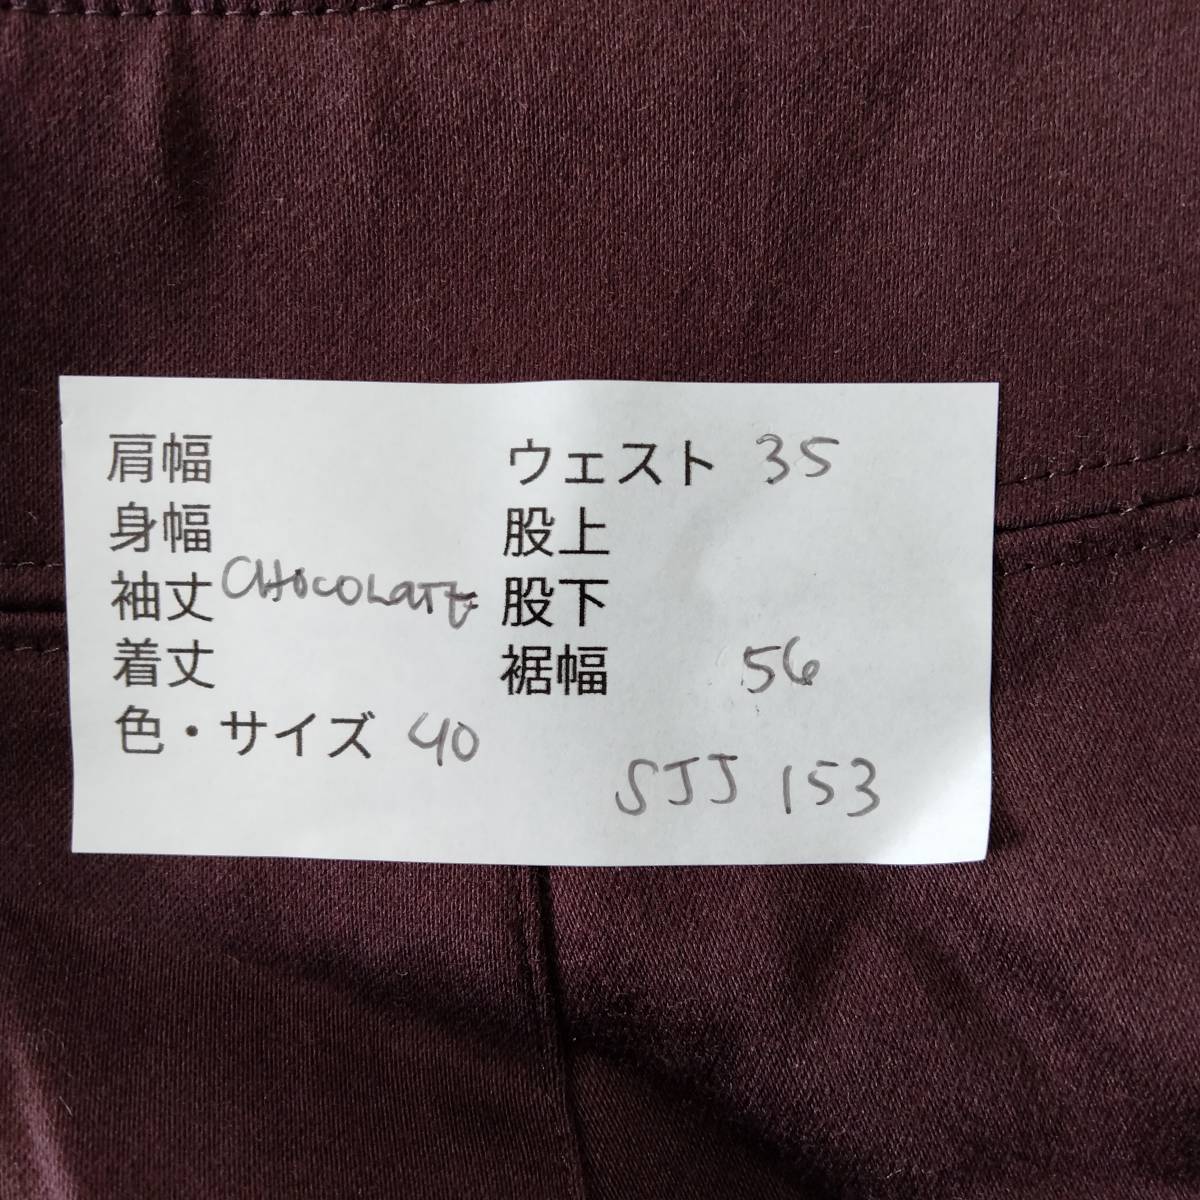 肩幅
身幅
袖丈 CHOCOLATE
着丈
色・サイズ 40
ウェスト 35
股上
股下
裾幅 56
SJJ 153